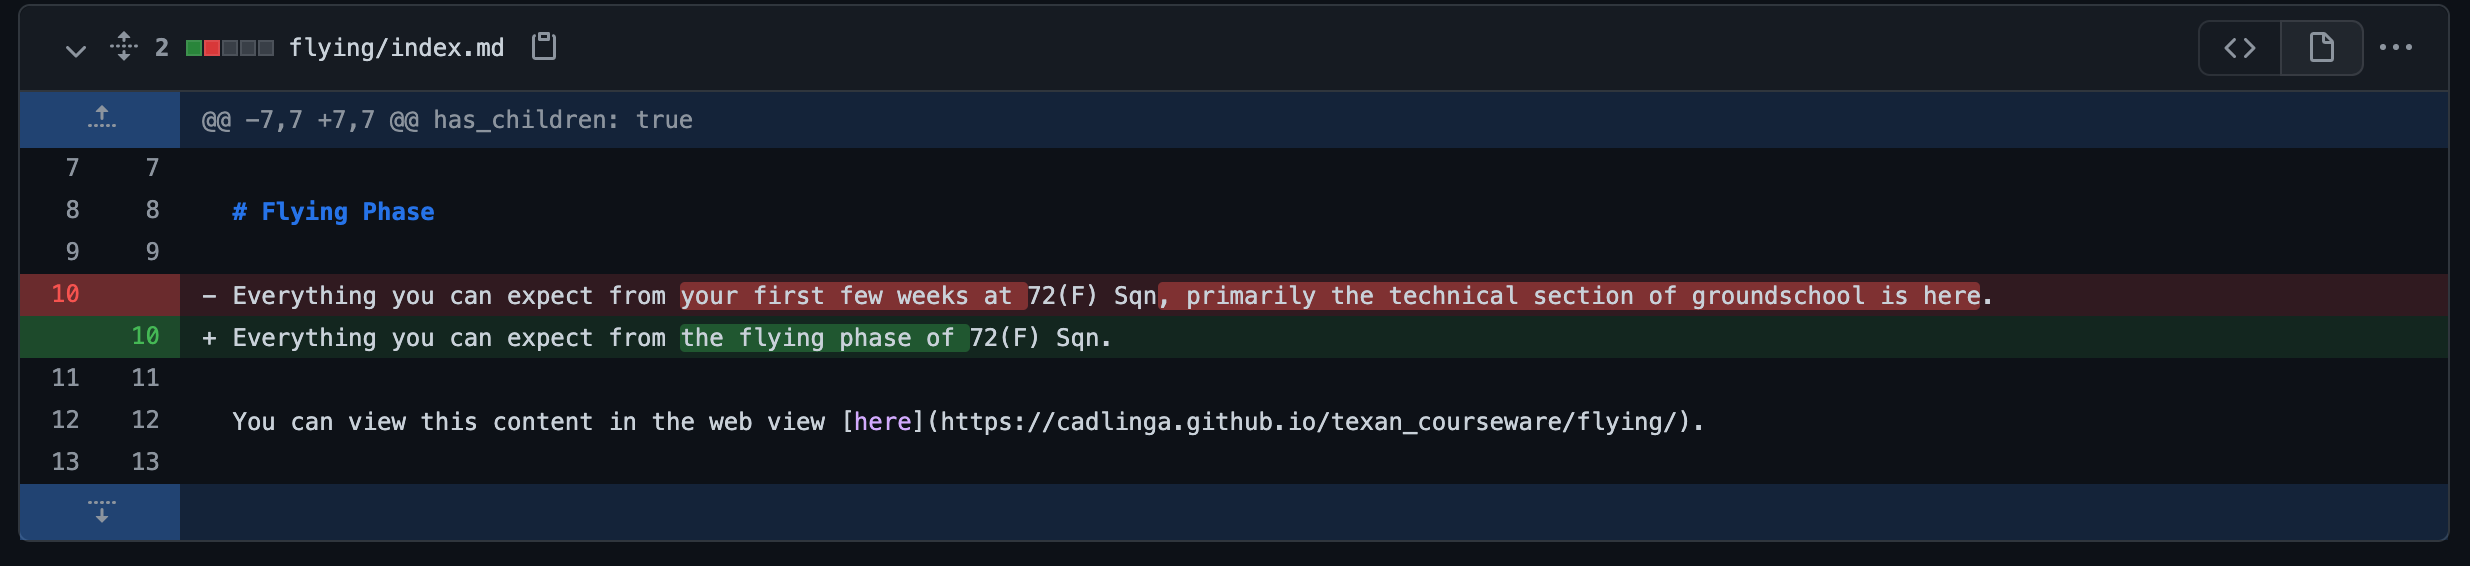 2 flying/index.md
@@ -7,7 +7,7 @@ has_children: true
7 7
8 8 # Flying Phase
9 9
10 - Everything you can expect from your first few weeks at 72(F) Sqn, primarily the technical section of groundschool is here.
10 + Everything you can expect from the flying phase of 72(F) Sqn.
11 11
12 12 You can view this content in the web view [here](https://cadlinga.github.io/texan_courseware/flying/).
13 13